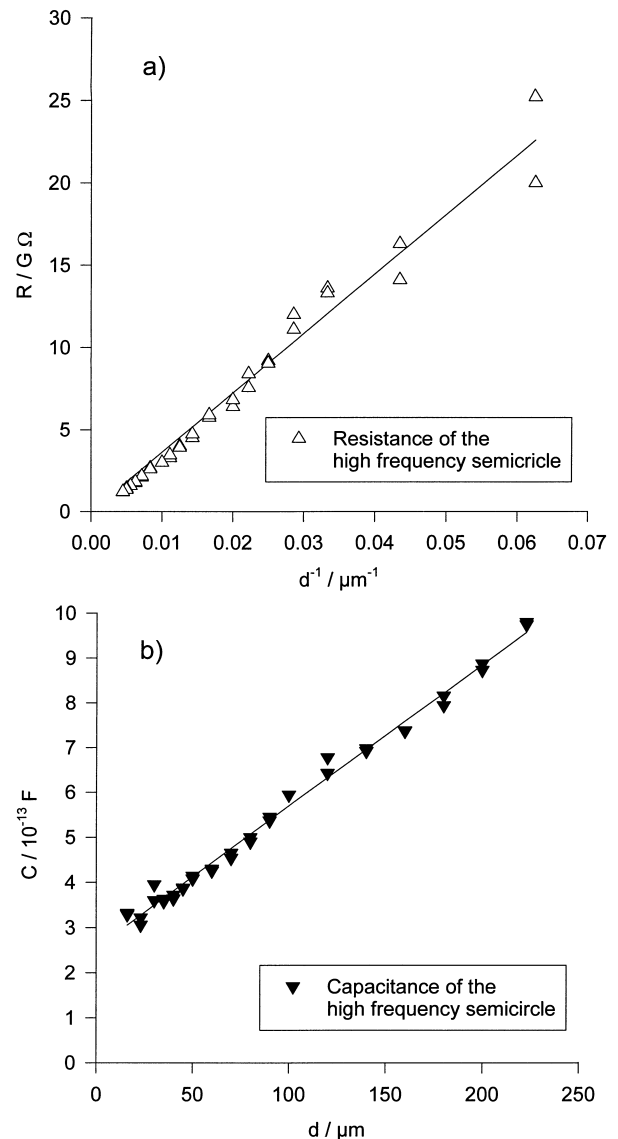 a)
30
25
20
15
10
5
0
R / G Ω
Resistance of the
high frequency semicricle
0.00 0.01 0.02 0.03 0.04 0.05 0.06 0.07
d⁻¹ / µm⁻¹
b)
10
9
8
7
6
5
4
3
2
1
0
C / 10⁻¹³ F
Capacitance of the
high frequency semicircle
0 50 100 150 200 250
d / µm